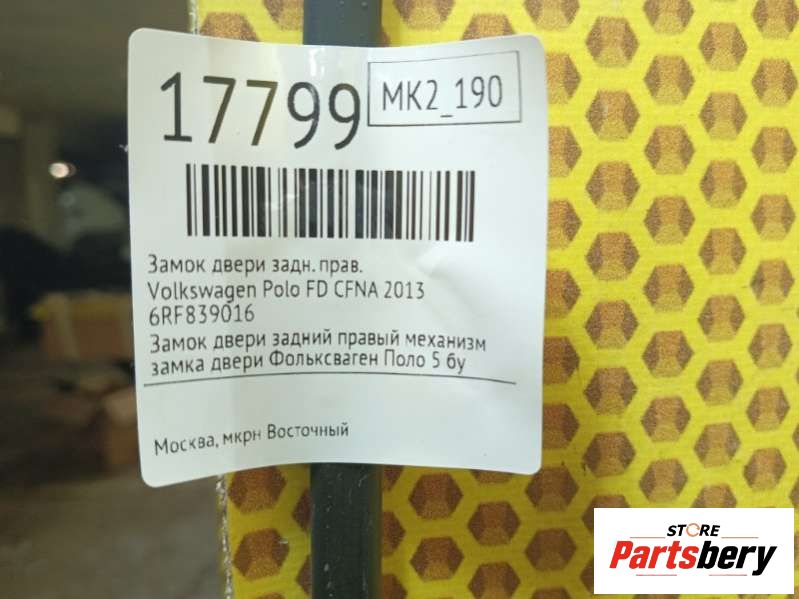 17799
MK2_190
Замок двери задн. прав.
Volkswagen Polo FD CFNA 2013
6RF839016
Замок двери задний правый механизм
замка двери Фольксваген Поло 5 бу
Москва, мкрн Восточный
STORE
Partsbery